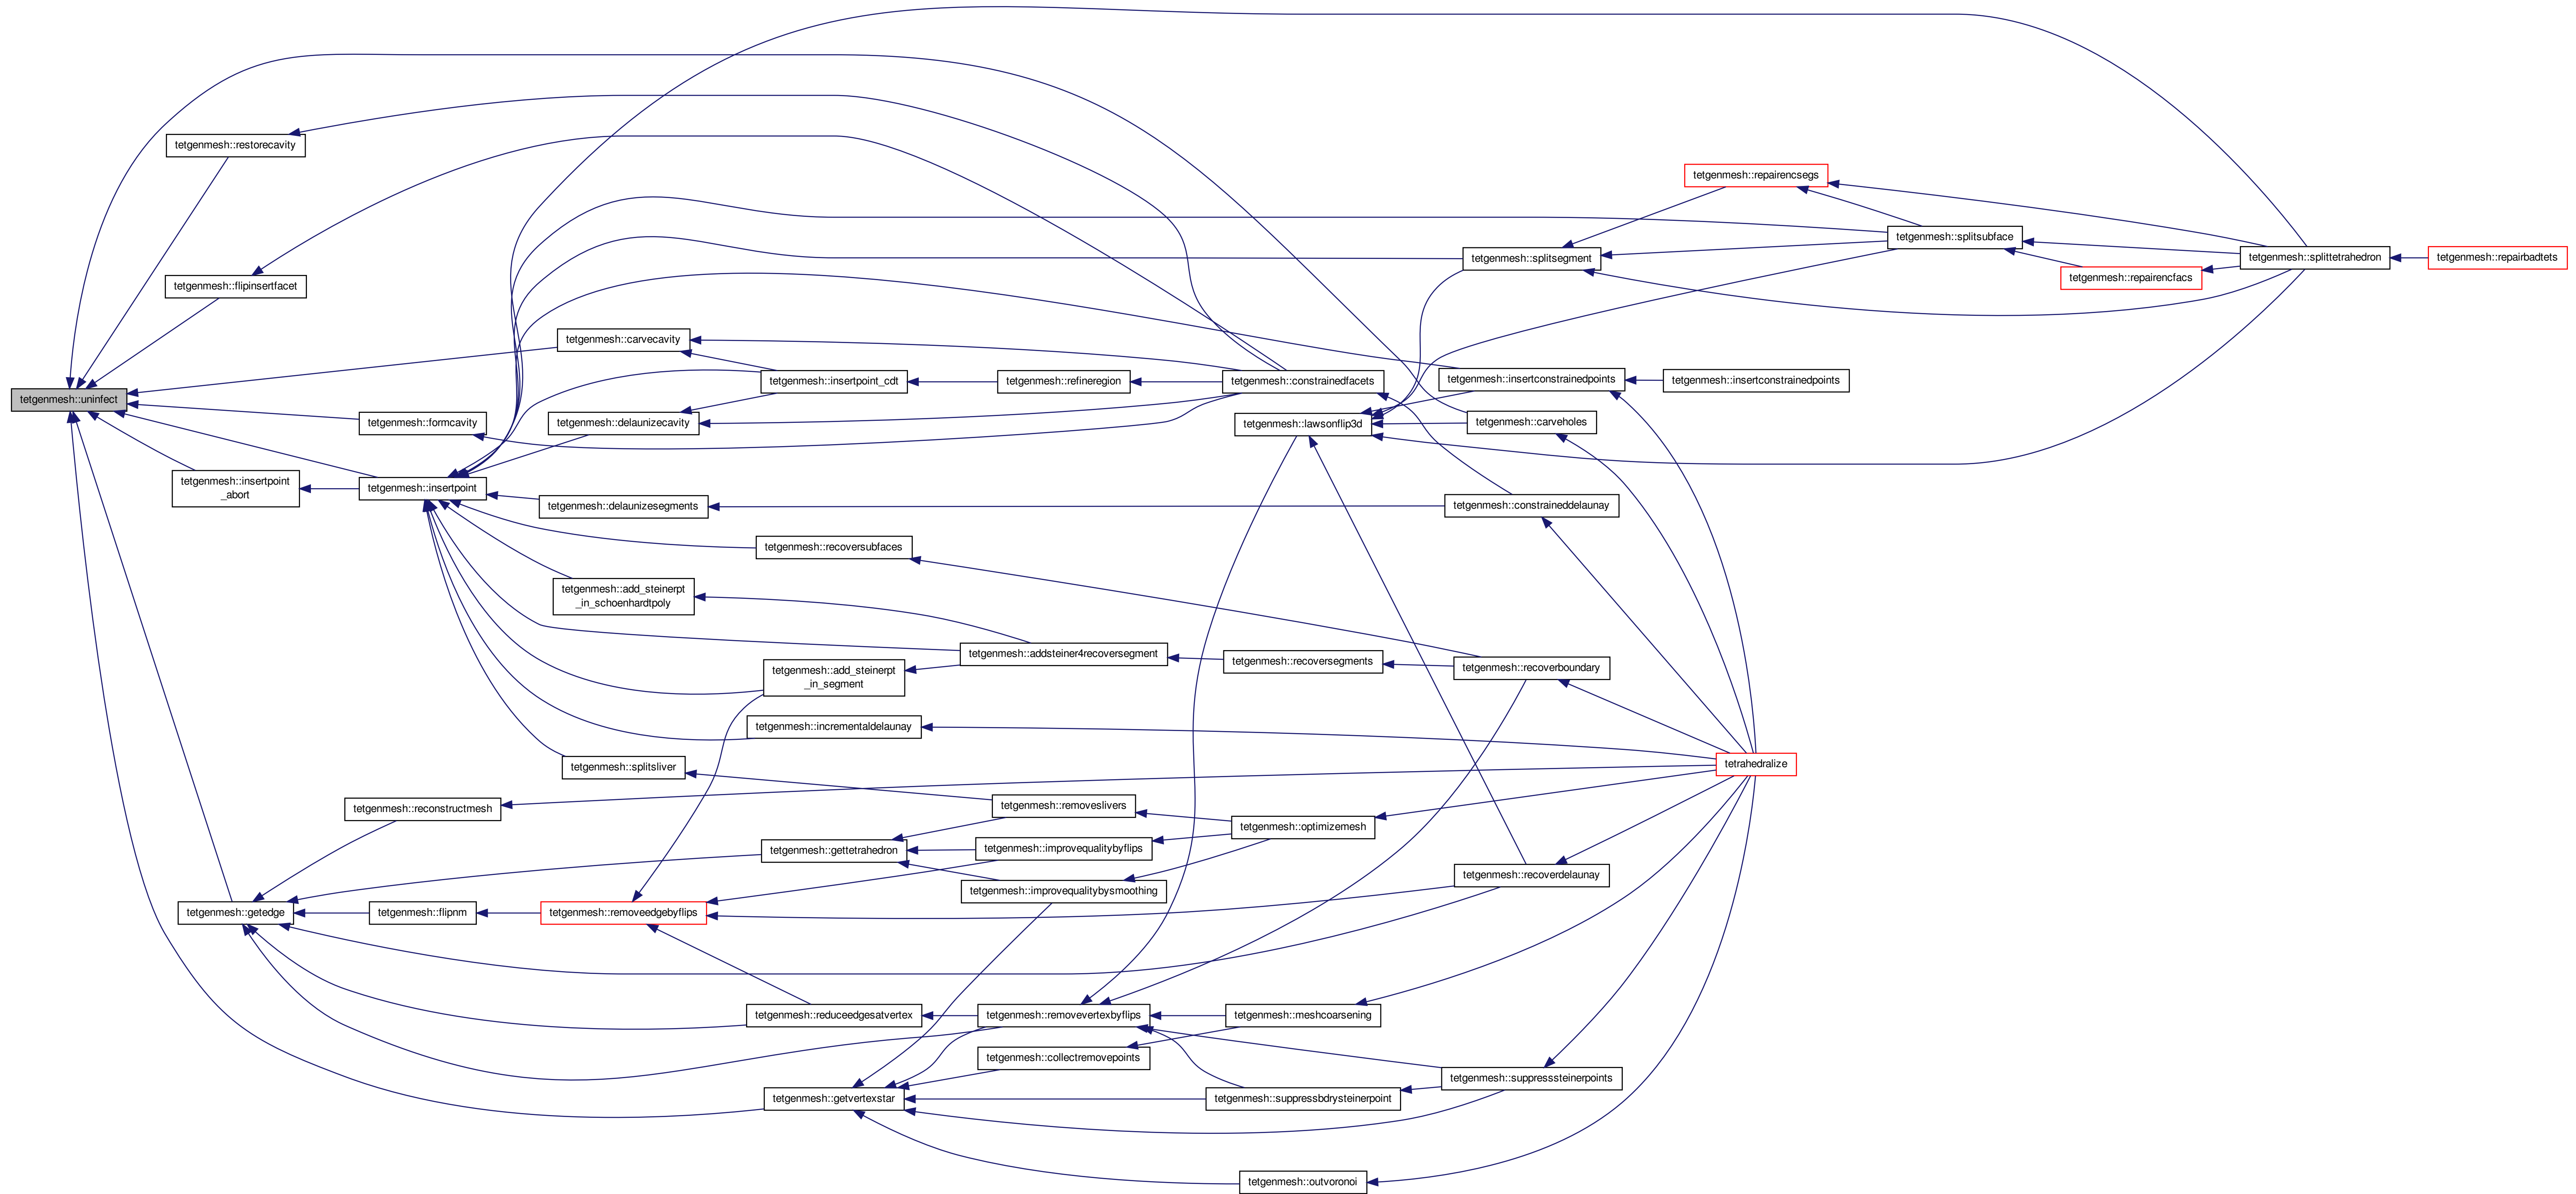 tetgenmesh::uninfect
tetgenmesh::restorecavity
tetgenmesh::flipinsertfacet
tetgenmesh::carvecavity
tetgenmesh::formcavity
tetgenmesh::insertpoint
_abort
tetgenmesh::insertpoint
tetgenmesh::insertpoint_cdt
tetgenmesh::delaunizecavity
tetgenmesh::refineregion
tetgenmesh::constrainedfacets
tetgenmesh::lawsonflip3d
tetgenmesh::repairencsegs
tetgenmesh::splitsegment
tetgenmesh::splitsubface
tetgenmesh::repairencfacs
tetgenmesh::splittetrahedron
tetgenmesh::repairbadtets
tetgenmesh::insertconstrainedpoints
tetgenmesh::insertconstrainedpoints
tetgenmesh::carveholes
tetgenmesh::delaunizesegments
tetgenmesh::constraineddelaunay
tetgenmesh::recoversubfaces
tetgenmesh::add_steinerpt
_in_schoenhardtpoly
tetgenmesh::addsteiner4recoversegment
tetgenmesh::add_steinerpt
_in_segment
tetgenmesh::recoversegments
tetgenmesh::recoverboundary
tetgenmesh::incrementaldelaunay
tetgenmesh::splitsliver
tetrahedralize
tetgenmesh::reconstructmesh
tetgenmesh::removeslivers
tetgenmesh::optimizemesh
tetgenmesh::gettetrahedron
tetgenmesh::improvequalitybyflips
tetgenmesh::improvequalitybysmoothing
tetgenmesh::recoverdelaunay
tetgenmesh::getedge
tetgenmesh::flipnm
tetgenmesh::removeedgebyflips
tetgenmesh::reduceedgesatvertex
tetgenmesh::removevertexbyflips
tetgenmesh::meshcoarsening
tetgenmesh::collectremovepoints
tetgenmesh::suppresssteinerpoints
tetgenmesh::getvertexstar
tetgenmesh::suppressbdrysteinerpoint
tetgenmesh::outvoronoi